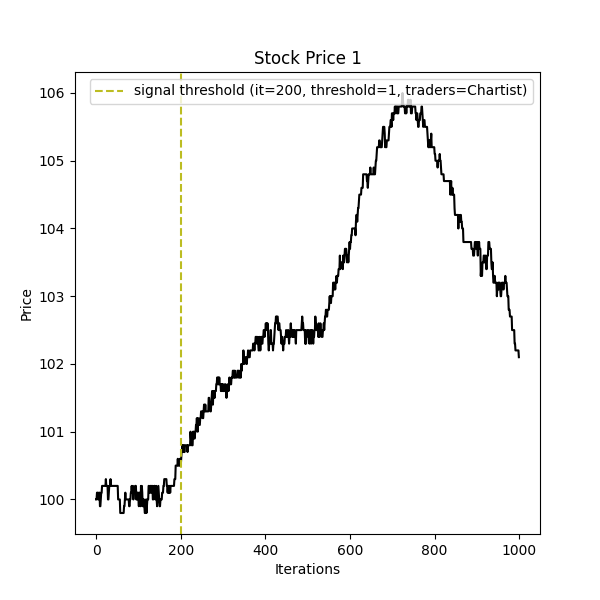 Stock Price 1
signal threshold (it=200, threshold=1, traders=Chartist)
106
105
104
103
102
101
100
Price
0 200 400 600 800 1000
Iterations